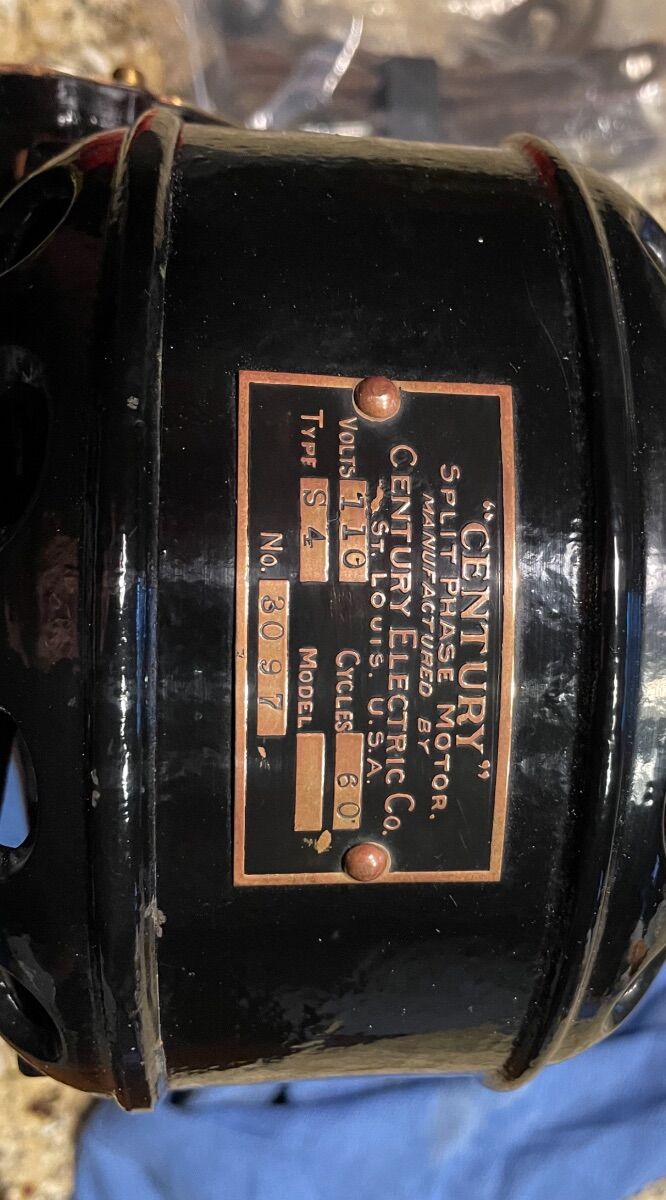 "CENTURY"
SPLIT PHASE MOTOR.
MANUFACTURED BY
CENTURY ELECTRIC CO.
ST. LOUIS. U.S.A.
VOLTS 110 CYCLES 60
TYPE S4 MODEL
No. 3097